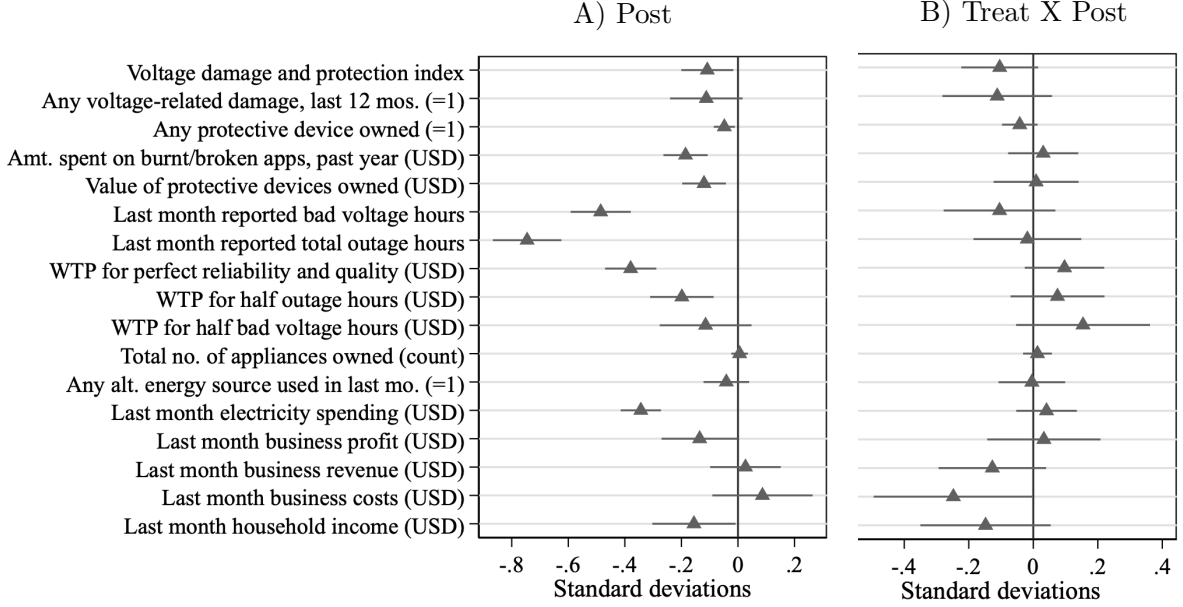 A) Post
B) Treat X Post
Voltage damage and protection index
Any voltage-related damage, last 12 mos. (=1)
Any protective device owned (=1)
Amt. spent on burnt/broken apps, past year (USD)
Value of protective devices owned (USD)
Last month reported bad voltage hours
Last month reported total outage hours
WTP for perfect reliability and quality (USD)
WTP for half outage hours (USD)
WTP for half bad voltage hours (USD)
Total no. of appliances owned (count)
Any alt. energy source used in last mo. (=1)
Last month electricity spending (USD)
Last month business profit (USD)
Last month business revenue (USD)
Last month business costs (USD)
Last month household income (USD)
-.8 -.6 -.4 -.2 0 .2
Standard deviations
-.4 -.2 0 .2 .4
Standard deviations